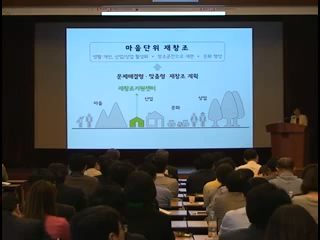 마을단위 재창조
문제해결형·맞춤형 재창조 계획
재창조지원센터
마을
산업
문화
상업